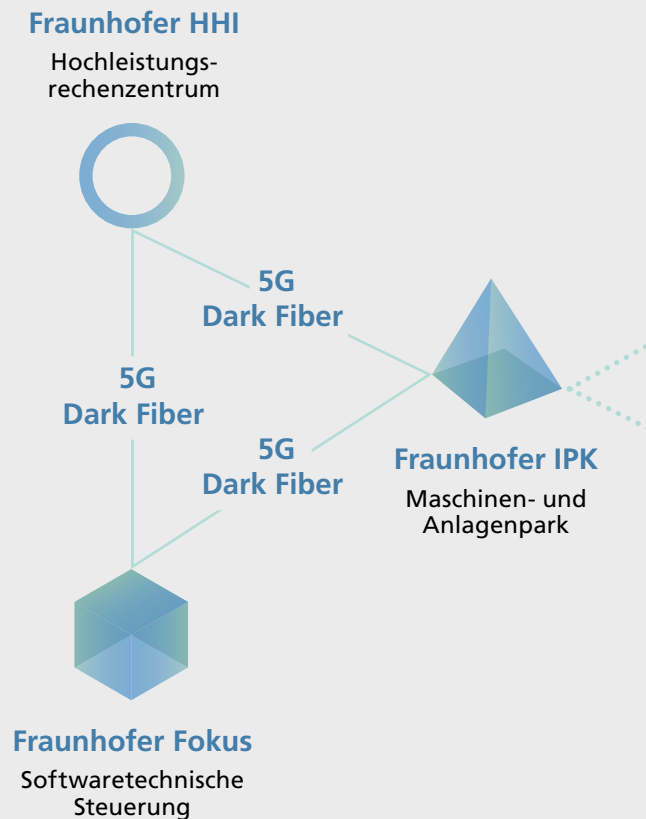 Fraunhofer HHI
Hochleistungs-
rechenzentrum
5G
Dark Fiber
5G
Dark Fiber
5G
Dark Fiber
Fraunhofer IPK
Maschinen- und
Anlagenpark
Fraunhofer Fokus
Softwaretechnische
Steuerung